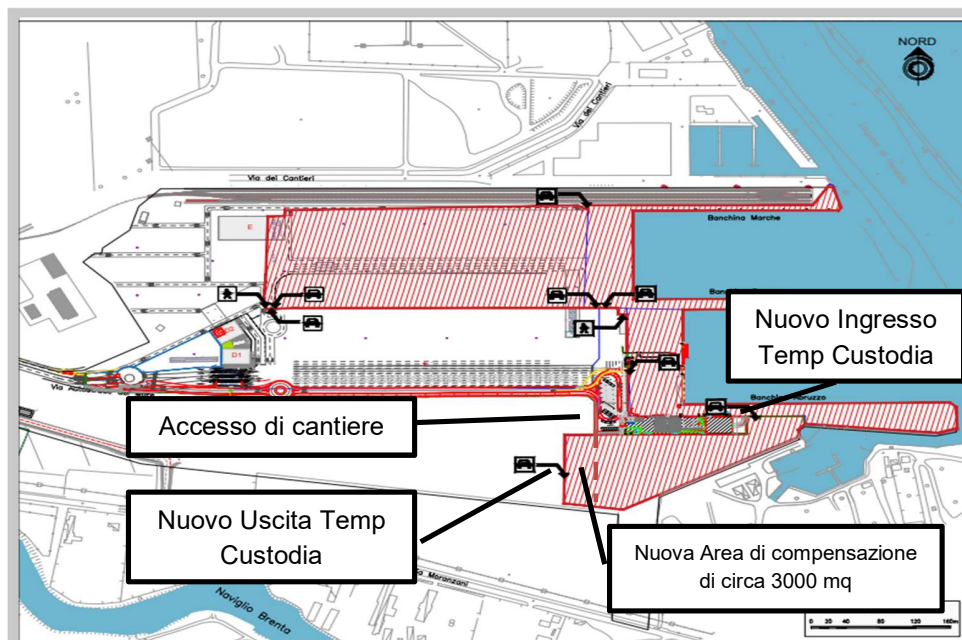 NORD
Via dei Cantieri
Via dei Cantieri
Banchina Marche
E
Nuovo Ingresso
Temp Custodia
D2
D1
Banchina Abruzzo
Accesso di cantiere
Nuovo Uscita Temp
Custodia
Nuova Area di compensazione
di circa 3000 mq
Moranzani
Naviglio Brenta
0 20 40 80 120 160m